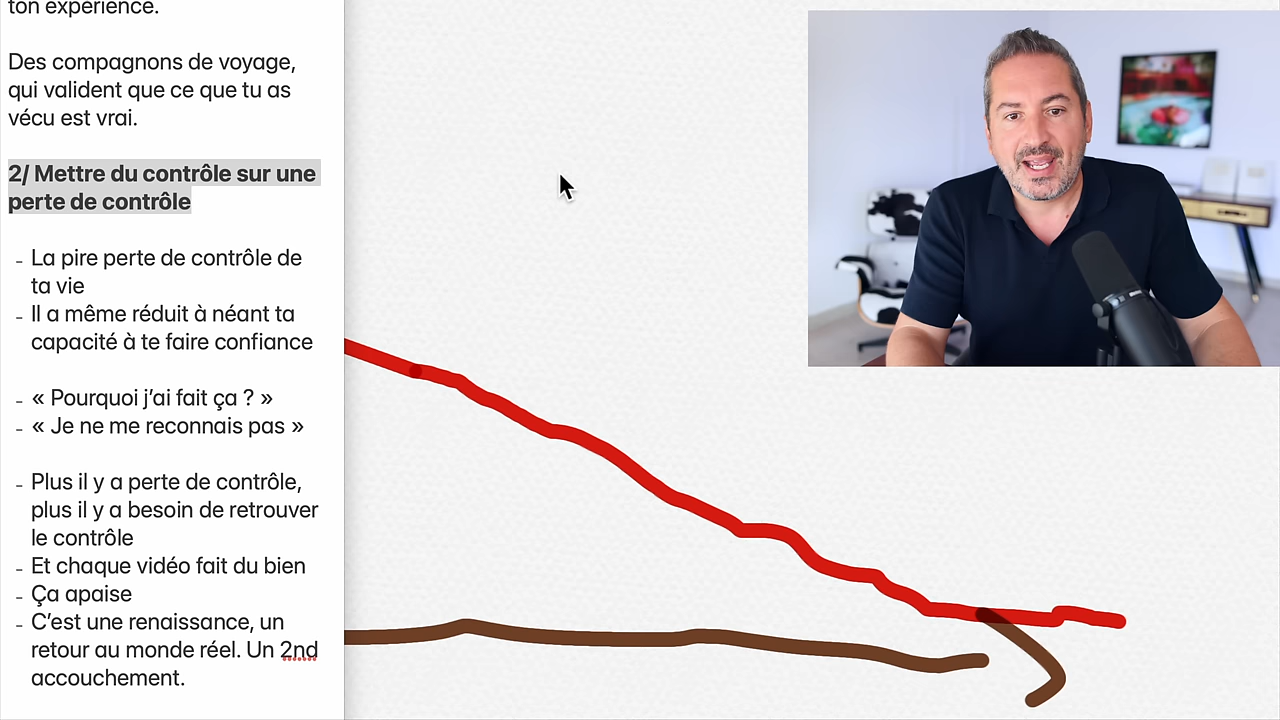 ton expérience.
Des compagnons de voyage,
qui valident que ce que tu as
vécu est vrai.
2/ Mettre du contrôle sur une
perte de contrôle
- La pire perte de contrôle de
ta vie
- Il a même réduit à néant ta
capacité à te faire confiance
- « Pourquoi j’ai fait ça ? »
- « Je ne me reconnais pas »
- Plus il y a perte de contrôle,
plus il y a besoin de retrouver
le contrôle
- Et chaque vidéo fait du bien
- Ça apaise
- C’est une renaissance, un
retour au monde réel. Un 2nd
accouchement.